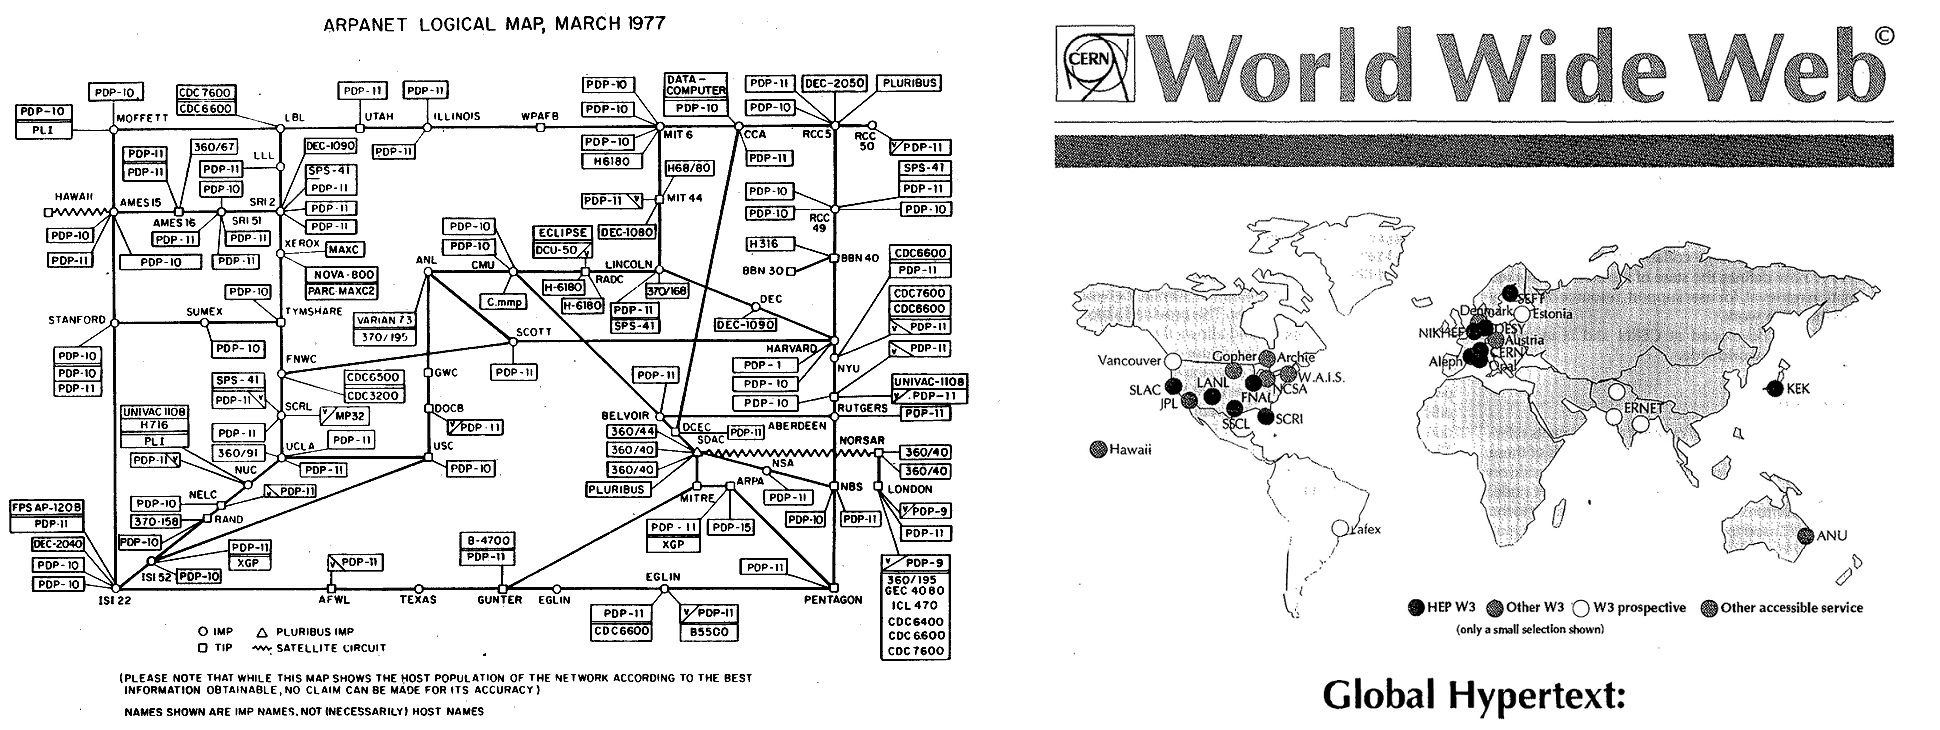 ARPANET LOGICAL MAP, MARCH 1977
PDP-10
PDP-10
PLI
MOFFETT
CDC7600
CDC6600
LBL
PDP-11
UTAH
PDP-11
ILLINOIS
PDP-11
WPAFB
PDP-10
PDP-10
MIT 6
PDP-10
H6180
DATA-
COMPUTER
PDP-10
CCA
PDP-11
PDP-11
PDP-10
DEC-2050
PLURIBUS
RCC5
RCC
50
PDP-11
PDP-11
PDP-11
360/67
LLL
PDP-11
PDP-10
DEC-1090
SPS-41
PDP-11
PDP-11
PDP-11
HAWAII
AMES15
AMES16
SRI 51
SRI 2
PDP-10
PDP-11
PDP-10
PDP-11
PDP-11
PDP-11
XEROX
MAXC
NOVA-800
PARC-MAXC2
H68/80
PDP-11
MIT 44
DEC-1080
SPS-41
PDP-11
PDP-10
PDP-10
PDP-10
RCC
49
H316
BBN 30
BBN 40
CDC6600
PDP-11
PDP-10
PDP-10
CMU
C.mmp
ECLIPSE
DCU-50
H-6180
RADC
H-6180
LINCOLN
370/168
PDP-11
SPS-41
DEC
DEC-1090
CDC7600
CDC6600
PDP-11
PDP-11
ANL
VARIAN 73
370/195
PDP-10
TYMSHARE
STANFORD
SUMEX
PDP-10
PDP-10
PDP-10
PDP-11
SCOTT
PDP-11
HARVARD
PDP-1
PDP-10
PDP-10
NYU
RUTGERS
UNIVAC-1108
PDP-11
PDP-11
FNWC
CDC6500
CDC3200
GWC
SPS-41
PDP-11
SCRL
MP32
DOCB
PDP-11
PDP-11
BELVOIR
ABERDEEN
UNIVAC 1108
H716
PLI
PDP-11
PDP-11
360/91
UCLA
PDP-11
PDP-11
USC
PDP-10
360/44
360/40
360/40
PLURIBUS
DCEC
PDP-11
SDAC
NORSAR
360/40
360/40
NUC
PDP-11
NELC
PDP-10
370-158
PDP-10
RAND
NSA
PDP-11
MITRE
ARPA
PDP-11
XGP
PDP-15
NBS
PDP-10
PDP-11
LONDON
PDP-9
PDP-11
FPS AP-120B
PDP-11
DEC-2040
PDP-10
PDP-10
ISI 22
ISI 52
PDP-11
XGP
PDP-10
PDP-11
AFWL
TEXAS
B-4700
PDP-11
GUNTER
EGLIN
EGLIN
PDP-11
CDC6600
PDP-11
B5500
PDP-11
PENTAGON
PDP-9
360/195
GEC 4080
ICL 470
CDC6400
CDC6600
CDC7600
IMP
PLURIBUS IMP
TIP
SATELLITE CIRCUIT
(PLEASE NOTE THAT WHILE THIS MAP SHOWS THE HOST POPULATION OF THE NETWORK ACCORDING TO THE BEST
INFORMATION OBTAINABLE, NO CLAIM CAN BE MADE FOR ITS ACCURACY)
NAMES SHOWN ARE IMP NAMES, NOT (NECESSARILY) HOST NAMES
CERN
World Wide Web©
SEFT
Denmark
Estonia
NIKHEF
DESY
Austria
CERN
Aleph
Opal
Vancouver
Gopher
Archie
SLAC
LANL
W.A.I.S.
NCSA
JPL
FNAL
SSCL
SCRI
KEK
ERNET
Hawaii
Lafex
ANU
HEP W3
Other W3
W3 prospective
Other accessible service
(only a small selection shown)
Global Hypertext: